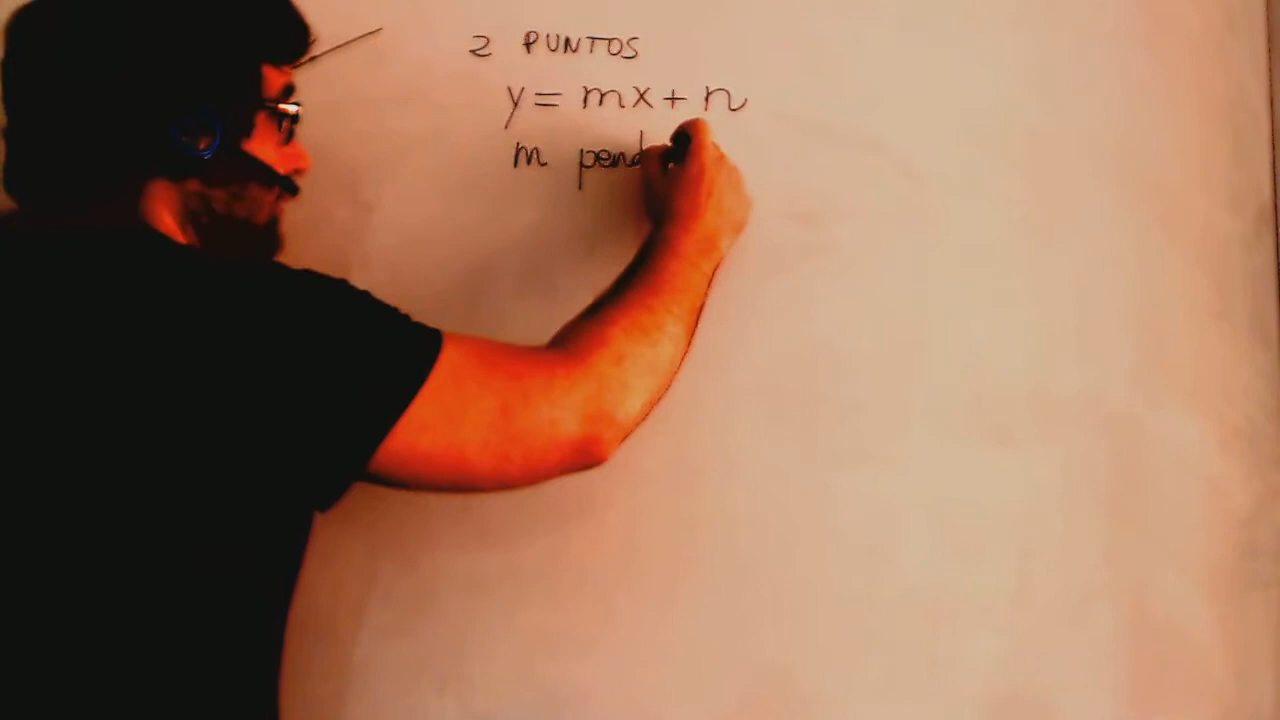 2 PUNTOS
y = mx + n
m pend